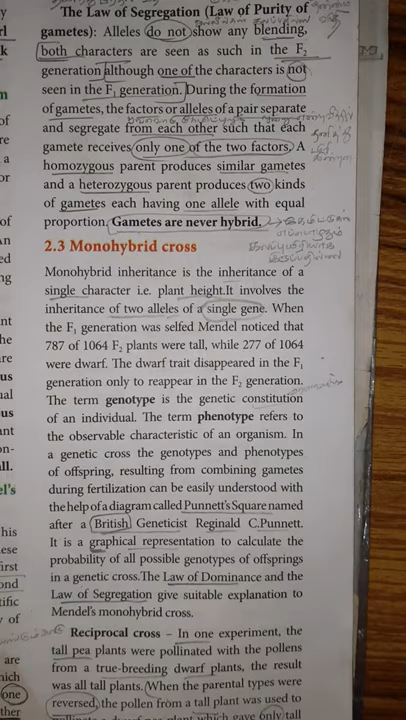 The Law of Segregation (Law of Purity of
gametes): Alleles do not show any blending,
both characters are seen as such in the F2
generation although one of the characters is not
seen in the F1 generation. During the formation
of gametes, the factors or alleles of a pair separate
and segregate from each other such that each
gamete receives only one of the two factors. A
homozygous parent produces similar gametes
and a heterozygous parent produces two kinds
of gametes each having one allele with equal
proportion. Gametes are never hybrid.
2.3 Monohybrid cross
Monohybrid inheritance is the inheritance of a
single character i.e. plant height.It involves the
inheritance of two alleles of a single gene. When
the F1 generation was selfed Mendel noticed that
787 of 1064 F2 plants were tall, while 277 of 1064
were dwarf. The dwarf trait disappeared in the F1
generation only to reappear in the F2 generation.
The term genotype is the genetic constitution
of an individual. The term phenotype refers to
the observable characteristic of an organism. In
a genetic cross the genotypes and phenotypes
of offspring, resulting from combining gametes
during fertilization can be easily understood with
the help of a diagram called Punnett's Square named
after a British Geneticist Reginald C.Punnett.
It is a graphical representation to calculate the
probability of all possible genotypes of offsprings
in a genetic cross.The Law of Dominance and the
Law of Segregation give suitable explanation to
Mendel's monohybrid cross.
Reciprocal cross – In one experiment, the
tall pea plants were pollinated with the pollens
from a true-breeding dwarf plants, the result
was all tall plants. When the parental types were
reversed, the pollen from a tall plant was used to
pollinate a dwarf pea plant which gave only tall